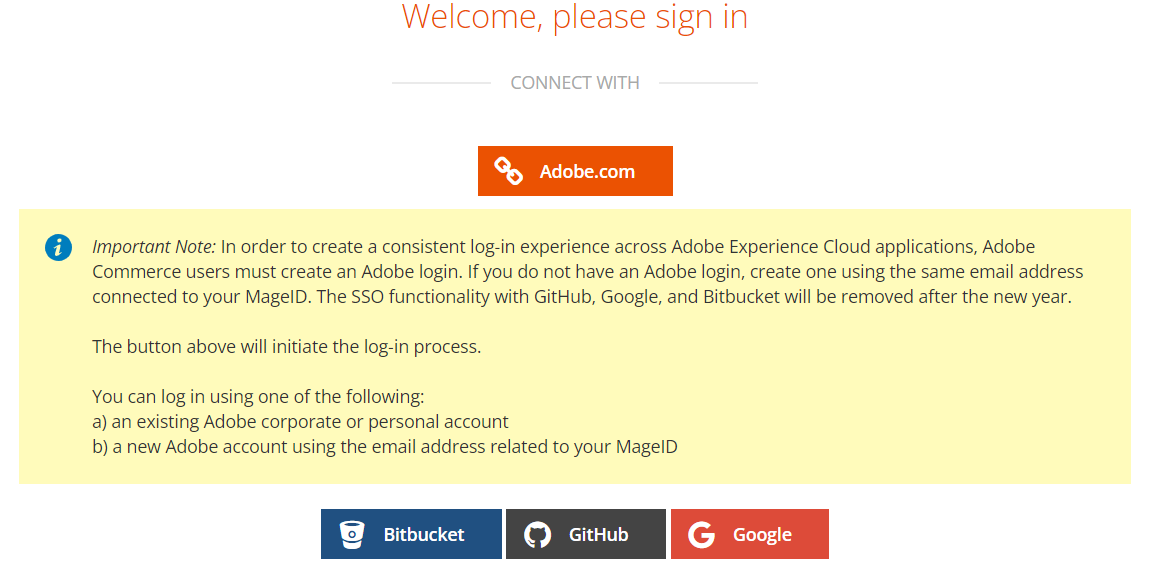 Welcome, please sign in
CONNECT WITH
Adobe.com
Important Note: In order to create a consistent log-in experience across Adobe Experience Cloud applications, Adobe
Commerce users must create an Adobe login. If you do not have an Adobe login, create one using the same email address
connected to your MageID. The SSO functionality with GitHub, Google, and Bitbucket will be removed after the new year.
The button above will initiate the log-in process.
You can log in using one of the following:
a) an existing Adobe corporate or personal account
b) a new Adobe account using the email address related to your MageID
Bitbucket GitHub Google